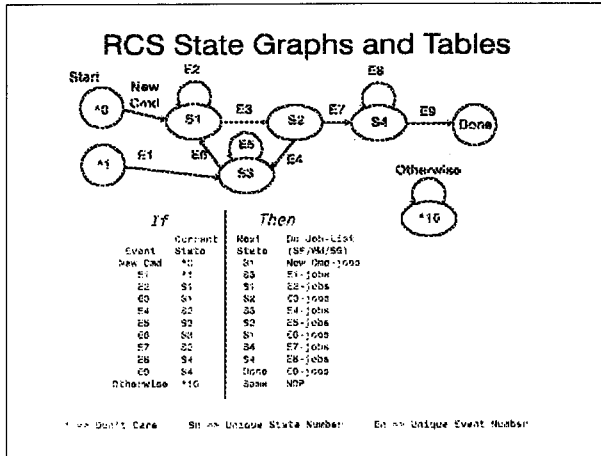 RCS State Graphs and Tables
Start
New
Cmd
E2
E8
*0
S1
E3
S2
E7
S4
E9
Done
*1
E1
E6
E5
E4
S3
Otherwise
*10
If Then
Current Next Do Job-List
Event State State
New Cmd *0 S1 New Cmd-jobs
E1 *1 S3 E1-jobs
E2 S1 S1 E2-jobs
E3 S1 S2 E3-jobs
E4 S2 S3 E4-jobs
E5 E5-jobs
E6 S3 S1 E6-jobs
E7 S2 S4 E7-jobs
E8 S4 S4 E8-jobs
E9 S4 Done E9-jobs
Otherwise *10 Same NOP
* => Don't Care Sn => Unique State Number En => Unique Event Number